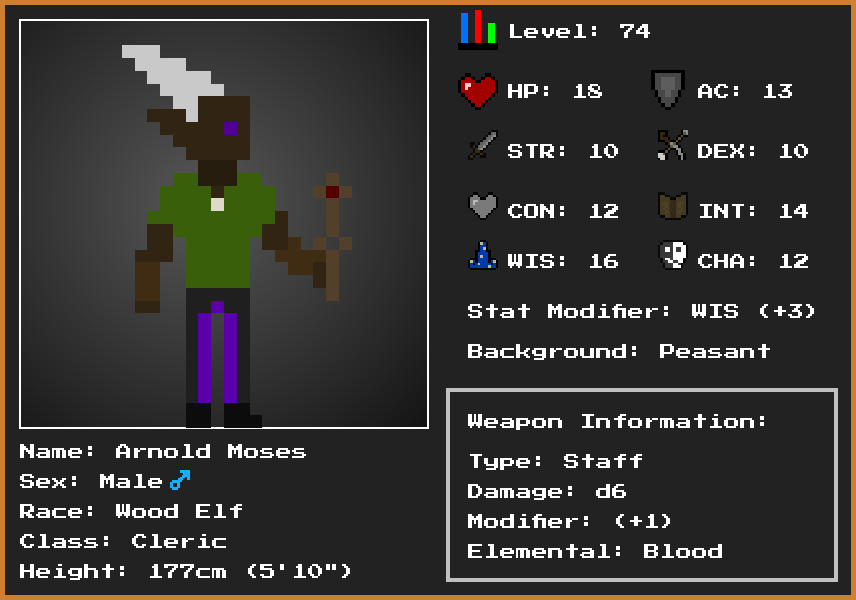 Level: 74
HP: 18 AC: 13
STR: 10 DEX: 10
CON: 12 INT: 14
WIS: 16 CHA: 12
Stat Modifier: WIS (+3)
Background: Peasant
Weapon Information:
Type: Staff
Damage: d6
Modifier: (+1)
Elemental: Blood
Name: Arnold Moses
Sex: Male♂
Race: Wood Elf
Class: Cleric
Height: 177cm (5'10")